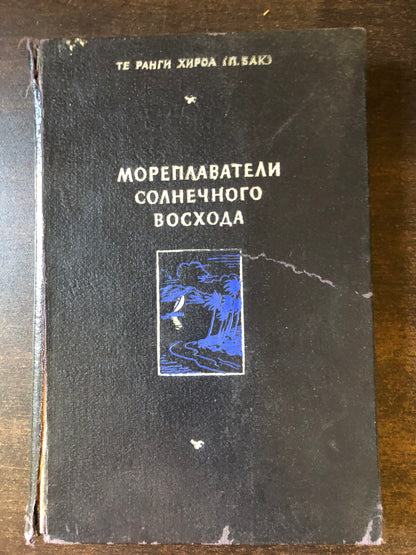 ТЕ РАНГИ ХИРОА (П. БАК)
МОРЕПЛАВАТЕЛИ
СОЛНЕЧНОГО
ВОСХОДА